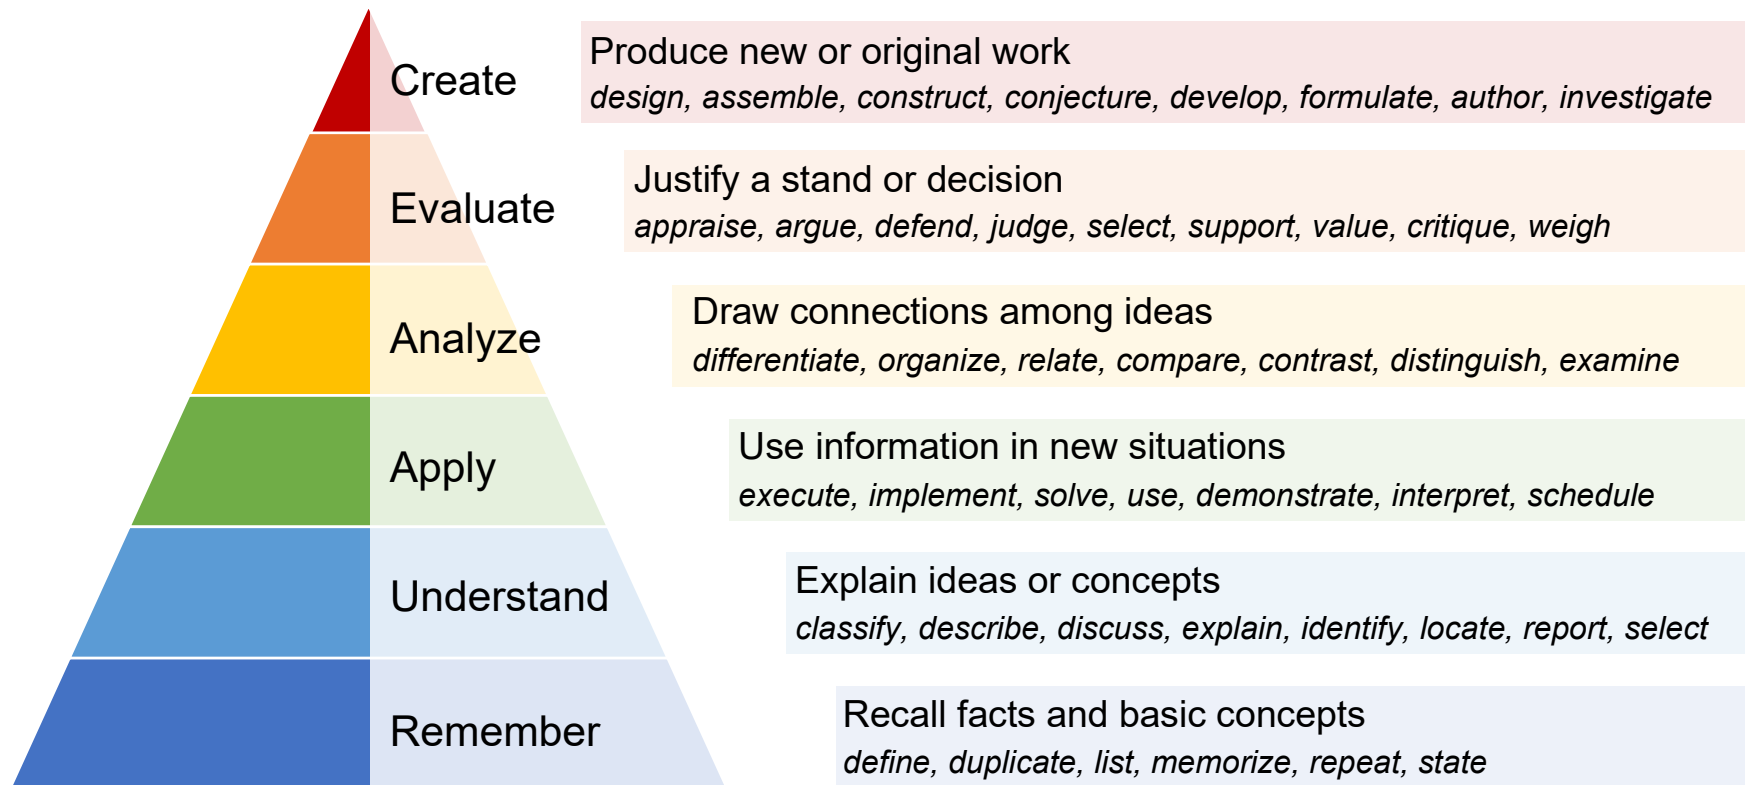 Create
Produce new or original work
design, assemble, construct, conjecture, develop, formulate, author, investigate
Evaluate
Justify a stand or decision
appraise, argue, defend, judge, select, support, value, critique, weigh
Analyze
Draw connections among ideas
differentiate, organize, relate, compare, contrast, distinguish, examine
Apply
Use information in new situations
execute, implement, solve, use, demonstrate, interpret, schedule
Understand
Explain ideas or concepts
classify, describe, discuss, explain, identify, locate, report, select
Remember
Recall facts and basic concepts
define, duplicate, list, memorize, repeat, state